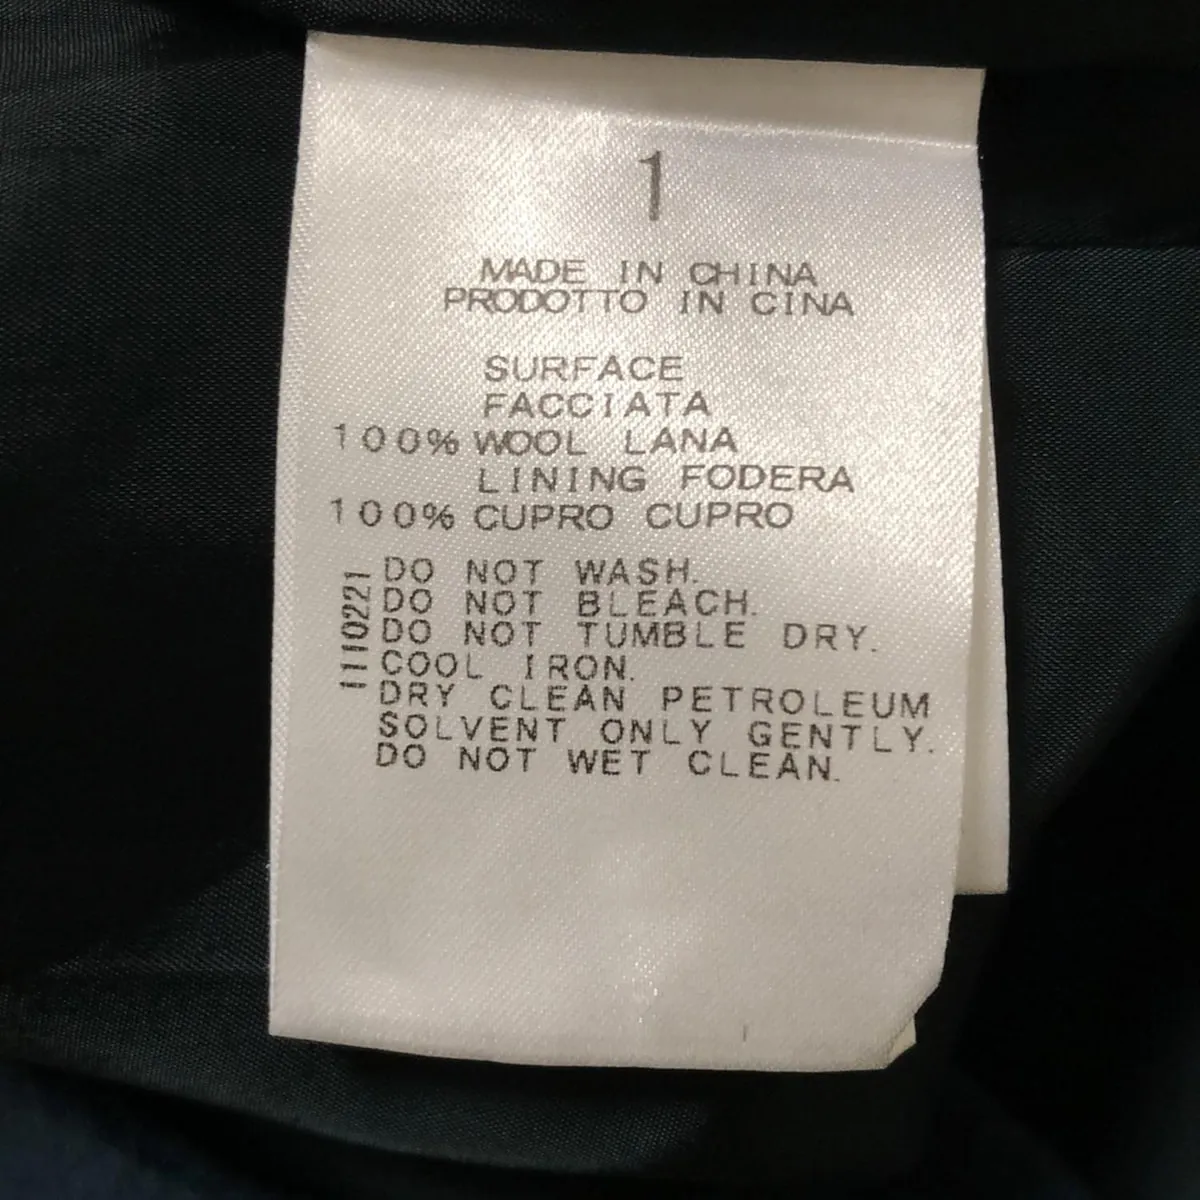 1
MADE IN CHINA
PRODOTTO IN CINA
SURFACE
FACCIATA
100% WOOL LANA
LINING FODERA
100% CUPRO CUPRO
DO NOT WASH.
DO NOT BLEACH.
DO NOT TUMBLE DRY.
COOL IRON.
DRY CLEAN PETROLEUM
SOLVENT ONLY GENTLY.
DO NOT WET CLEAN.
1110221